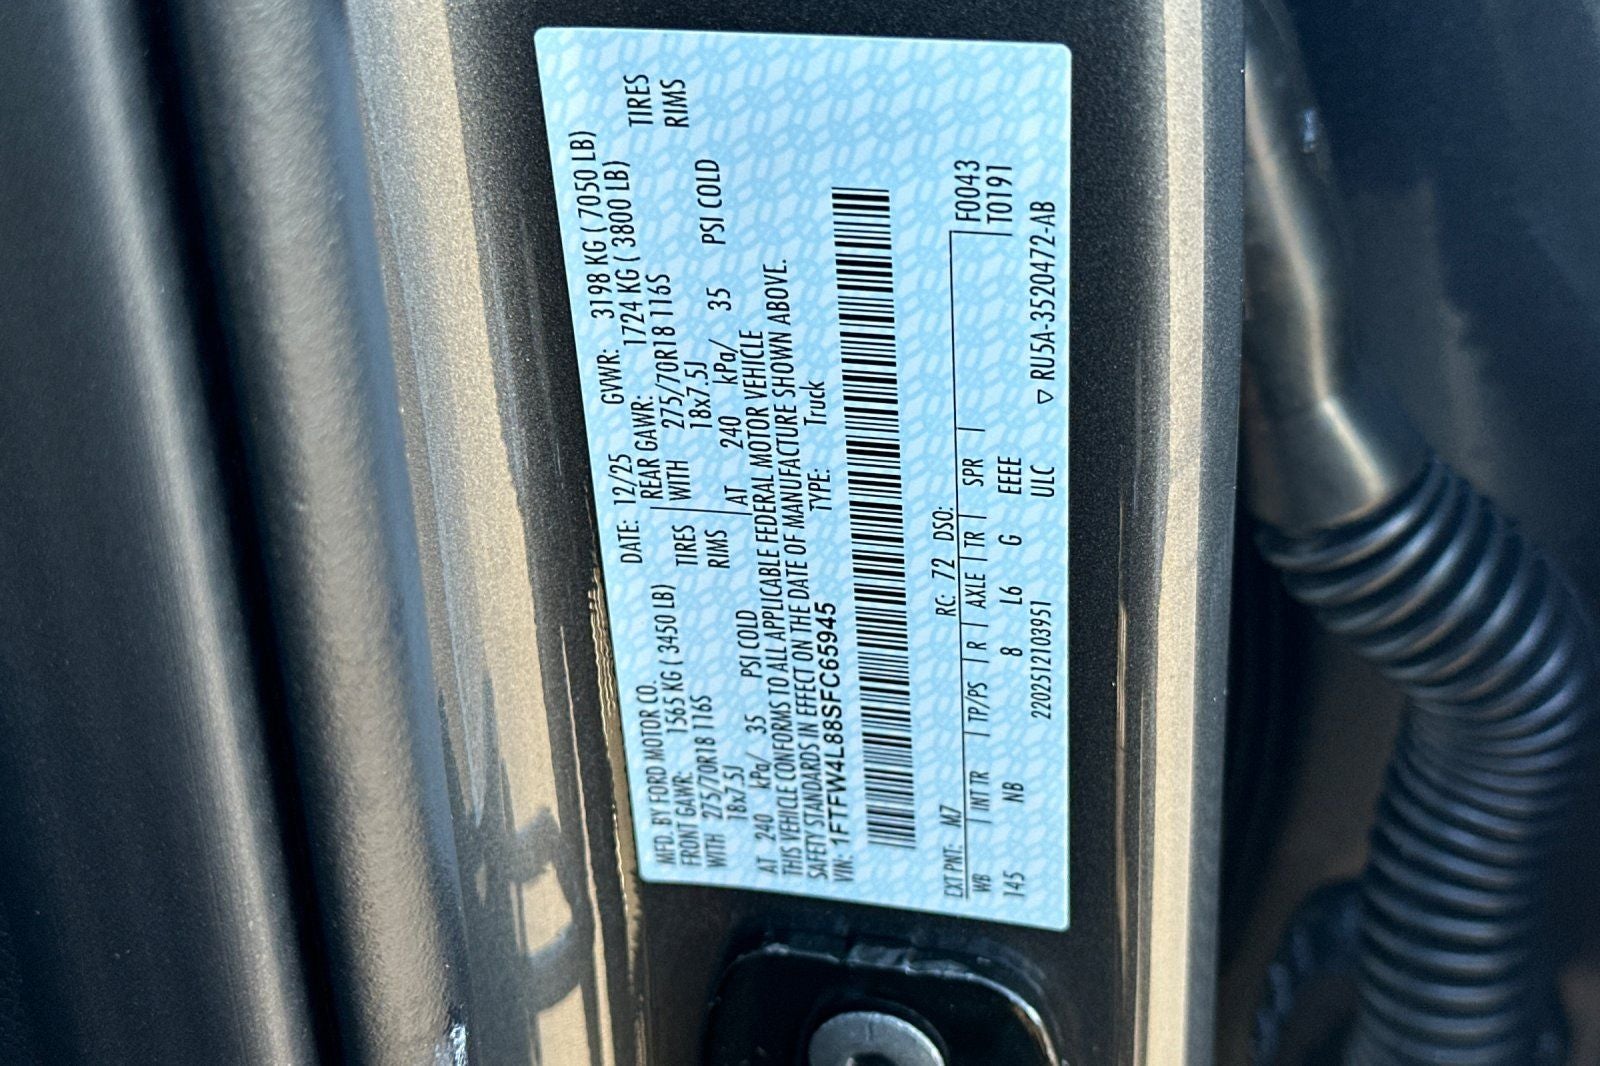 MFD. BY FORD MOTOR CO.
DATE: 12/25 GVWR: 3198 KG ( 7050 LB)
FRONT GAWR: 1565 KG ( 3450 LB) REAR GAWR: 1724 KG ( 3800 LB)
WITH 275/70R18 116S TIRES WITH 275/70R18 116S TIRES
18x7.5J RIMS 18x7.5J RIMS
AT 240 kPa/ 35 PSI COLD AT 240 kPa/ 35 PSI COLD
THIS VEHICLE CONFORMS TO ALL APPLICABLE FEDERAL MOTOR VEHICLE
SAFETY STANDARDS IN EFFECT ON THE DATE OF MANUFACTURE SHOWN ABOVE.
VIN: 1FTFW4L88SFC65945 TYPE: Truck
EXT PNT: M7 RC: 72 DSO: F0043
WB INT TR TP/PS R AXLE TR SPR T0191
145 NB 8 L6 G EEEE
220251210395 1 ULC ▽ RU5A-3520472-AB